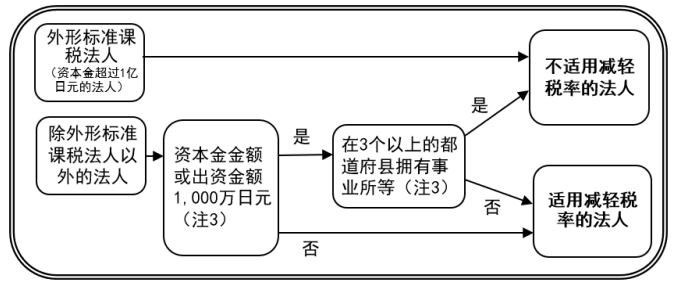 外形标准课
税法人
（资本金超过1亿
日元的法人）
不适用减轻
税率的法人
是
除外形标准
课税法人以
外的法人
资本金金额
或出资金额
1,000万日元
（注3）
是
在3个以上的都
道府县拥有事
业所等（注3）
否
适用减轻税
率的法人
否